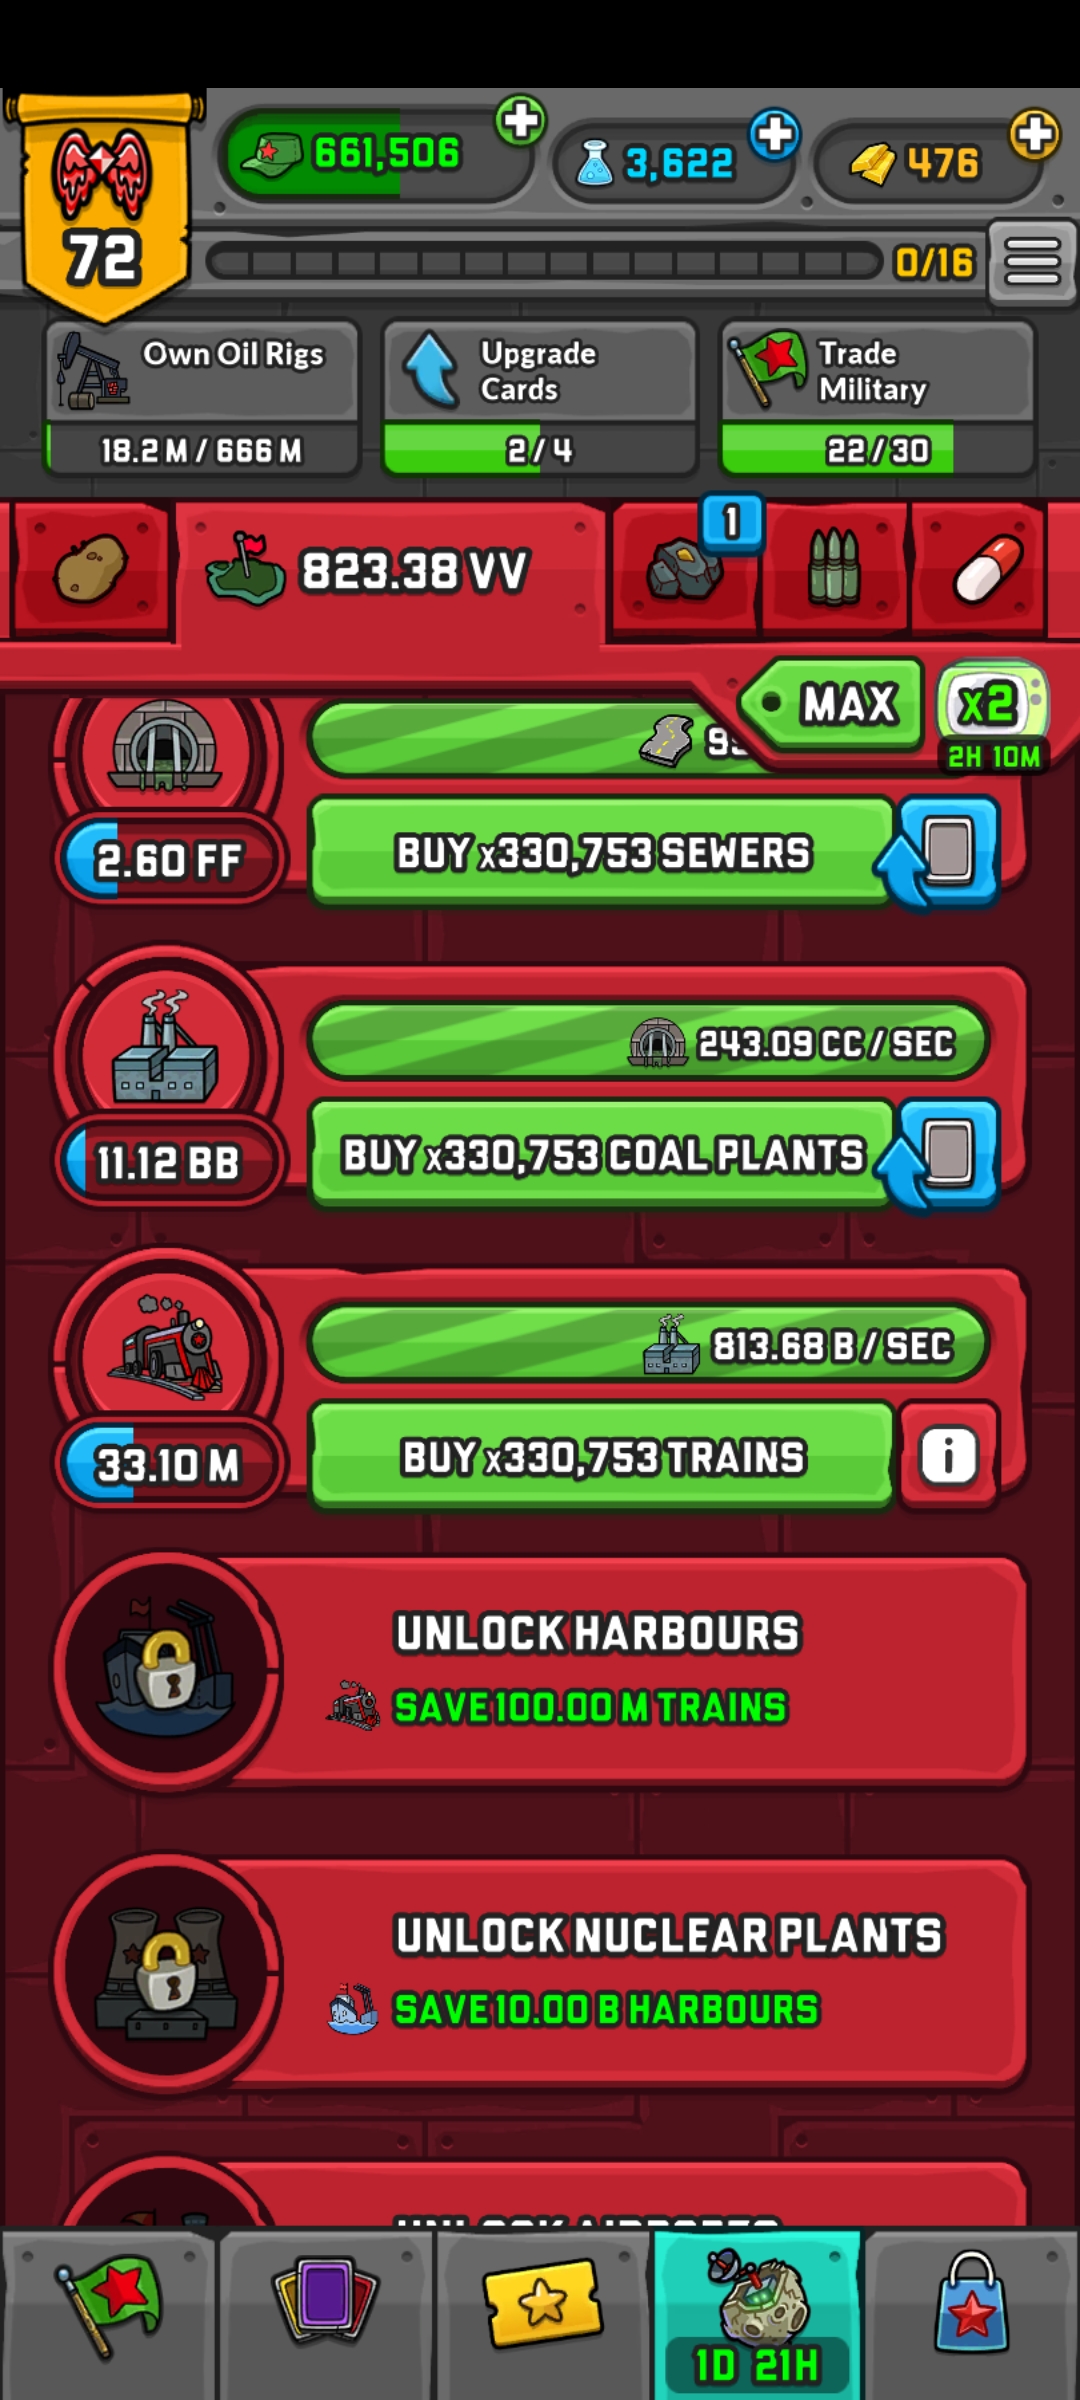 661,506
3,622
476
72
0/16
Own Oil Rigs
18.2 M / 666 M
Upgrade
Cards
2/4
Trade
Military
22/30
823.38 VV
1
MAX
x2
2H 10M
2.60 FF
BUY x330,753 SEWERS
243.09 CC / SEC
11.12 BB
BUY x330,753 COAL PLANTS
813.68 B / SEC
33.10 M
BUY x330,753 TRAINS
i
UNLOCK HARBOURS
SAVE 100.00 M TRAINS
UNLOCK NUCLEAR PLANTS
SAVE 10.00 B HARBOURS
1D 21H